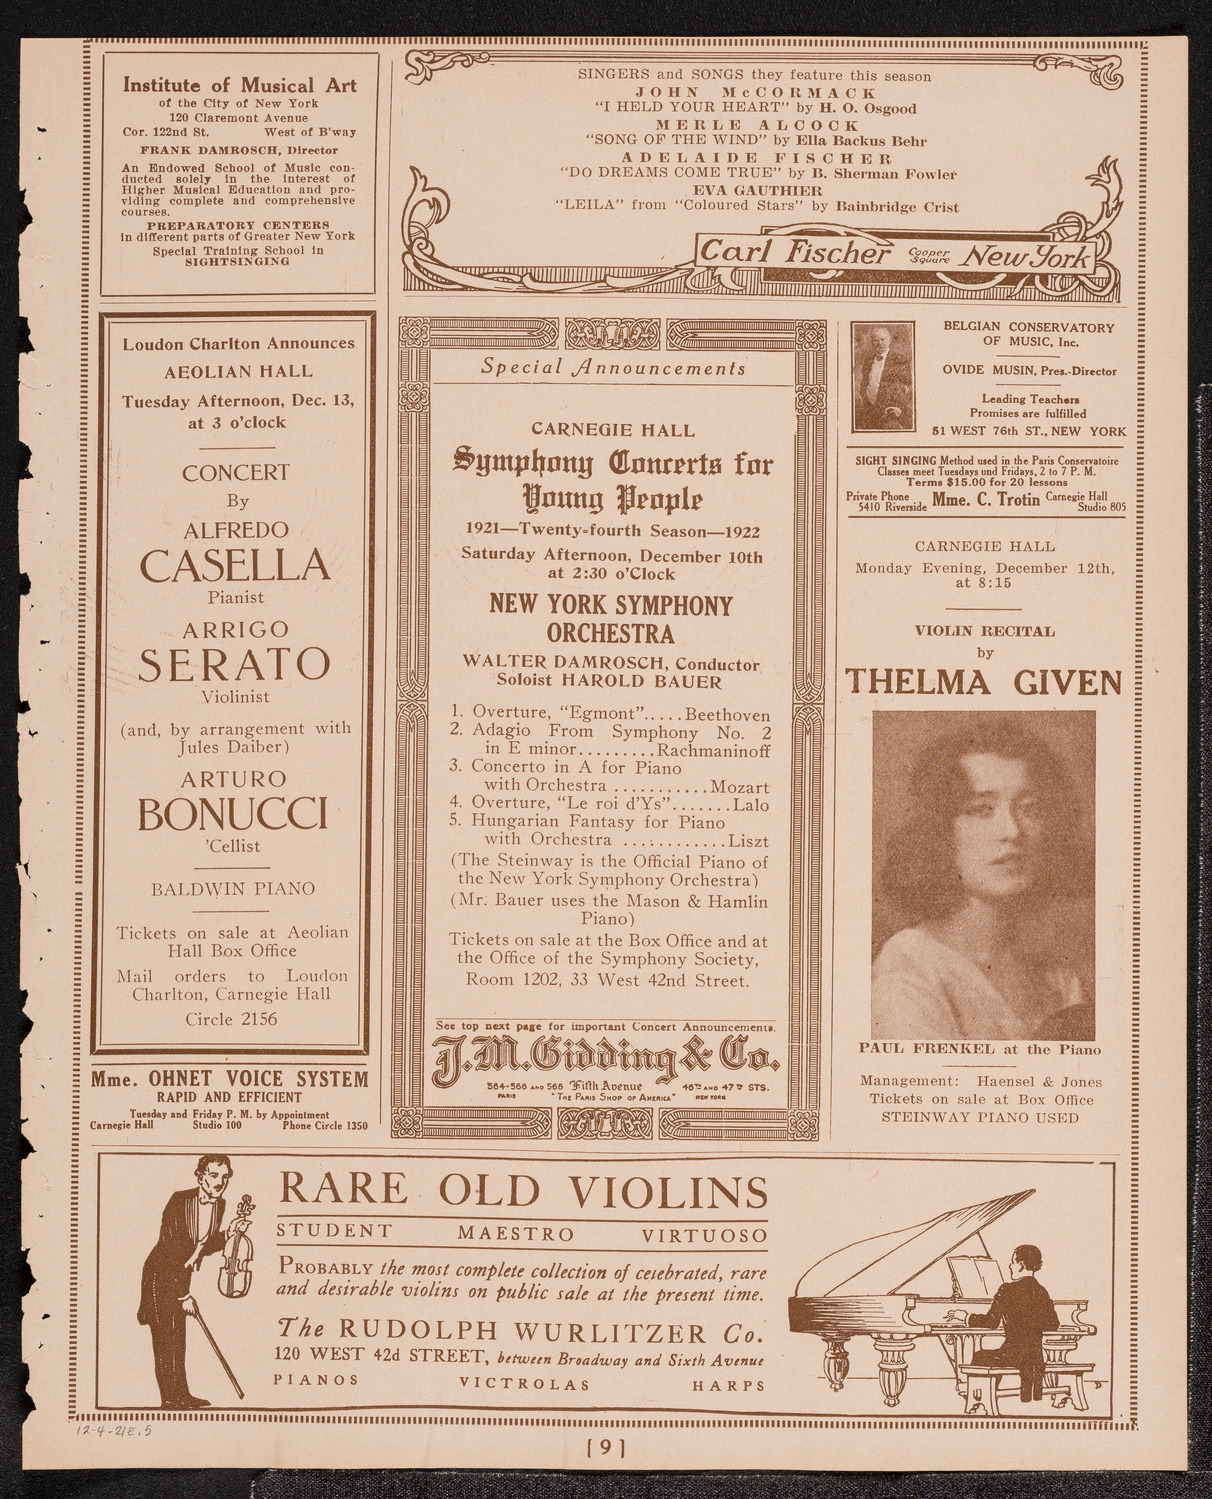 Institute of Musical Art
of the City of New York
120 Claremont Avenue
Cor. 122nd St. West of B'way
FRANK DAMROSCH, Director
An Endowed School of Music con-
ducted solely in the interest of
Higher Musical Education and pro-
viding complete and comprehensive
courses.
PREPARATORY CENTERS
in different parts of Greater New York
Special Training School in
SIGHTSINGING
SINGERS and SONGS they feature this season
JOHN McCORMACK
"I HELD YOUR HEART" by H. O. Osgood
MERLE ALCOCK
"SONG OF THE WIND" by Ella Backus Behr
ADELAIDE FISCHER
"DO DREAMS COME TRUE" by B. Sherman Fowler
EVA GAUTHIER
"LEILA" from "Coloured Stars" by Bainbridge Crist
Carl Fischer Cooper Square New York
Loudon Charlton Announces
AEOLIAN HALL
Tuesday Afternoon, Dec. 13,
at 3 o'clock
CONCERT
By
ALFREDO
CASELLA
Pianist
ARRIGO
SERATO
Violinist
(and, by arrangement with
Jules Daiber)
ARTURO
BONUCCI
'Cellist
BALDWIN PIANO
Tickets on sale at Aeolian
Hall Box Office
Mail orders to Loudon
Charlton, Carnegie Hall
Circle 2156
Mme. OHNET VOICE SYSTEM
RAPID AND EFFICIENT
Tuesday and Friday P. M. by Appointment
Carnegie Hall Studio 100 Phone Circle 1350
Special Announcements
CARNEGIE HALL
Symphony Concerts for
Young People
1921—Twenty-fourth Season—1922
Saturday Afternoon, December 10th
at 2:30 o'Clock
NEW YORK SYMPHONY
ORCHESTRA
WALTER DAMROSCH, Conductor
Soloist HAROLD BAUER
1. Overture, "Egmont".....Beethoven
2. Adagio From Symphony No. 2
in E minor.........Rachmaninoff
3. Concerto in A for Piano
with Orchestra ...........Mozart
4. Overture, "Le roi d'Ys".......Lalo
5. Hungarian Fantasy for Piano
with Orchestra ............Liszt
(The Steinway is the Official Piano of
the New York Symphony Orchestra)
(Mr. Bauer uses the Mason & Hamlin
Piano)
Tickets on sale at the Box Office and at
the Office of the Symphony Society,
Room 1202, 33 West 42nd Street.
See top next page for important Concert Announcements.
J.M. Gidding & Co.
564-566 AND 568 Fifth Avenue 46TH AND 47TH STS.
PARIS "THE PARIS SHOP OF AMERICA" NEW YORK
BELGIAN CONSERVATORY
OF MUSIC, Inc.
OVIDE MUSIN, Pres.-Director
Leading Teachers
Promises are fulfilled
51 WEST 76th ST., NEW YORK
SIGHT SINGING Method used in the Paris Conservatoire
Classes meet Tuesdays und Fridays, 2 to 7 P. M.
Terms $15.00 for 20 lessons
Private Phone 5410 Riverside Mme. C. Trotin Carnegie Hall Studio 805
CARNEGIE HALL
Monday Evening, December 12th,
at 8:15
VIOLIN RECITAL
by
THELMA GIVEN
PAUL FRENKEL at the Piano
Management: Haensel & Jones
Tickets on sale at Box Office
STEINWAY PIANO USED
RARE OLD VIOLINS
STUDENT MAESTRO VIRTUOSO
PROBABLY the most complete collection of celebrated, rare
and desirable violins on public sale at the present time.
The RUDOLPH WURLITZER Co.
120 WEST 42d STREET, between Broadway and Sixth Avenue
PIANOS VICTROLAS HARPS
12-4-21E.5
[ 9 ]